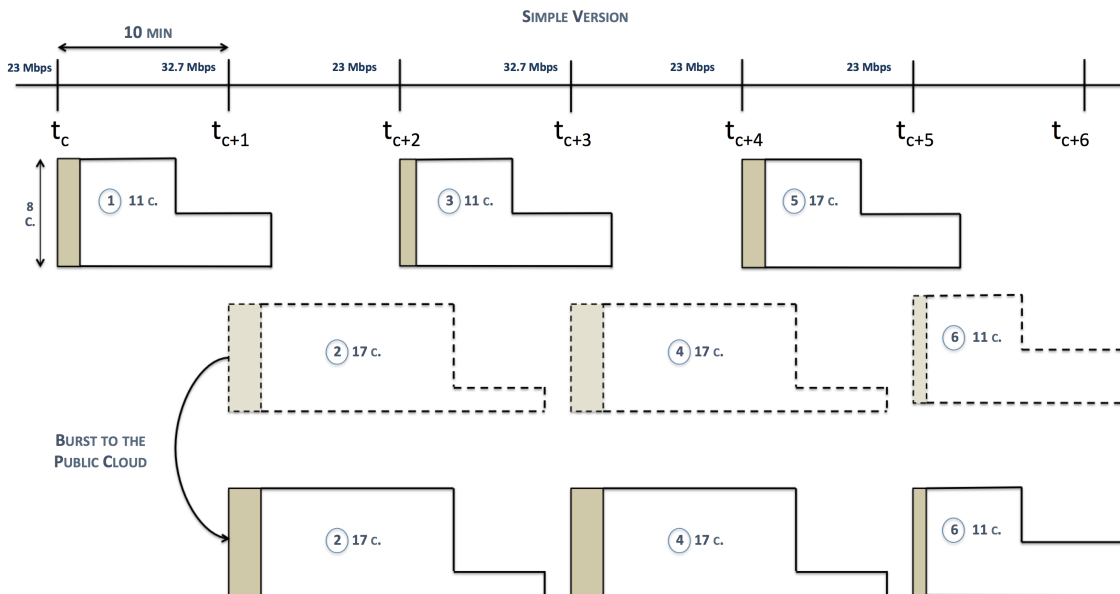 SIMPLE VERSION
10 MIN
23 Mbps 32.7 Mbps 23 Mbps 32.7 Mbps 23 Mbps 23 Mbps
tc tc+1 tc+2 tc+3 tc+4 tc+5 tc+6
8
C.
1 11 C.
3 11 C.
5 17 C.
2 17 C.
4 17 C.
6 11 C.
BURST TO THE
PUBLIC CLOUD
2 17 C.
4 17 C.
6 11 C.